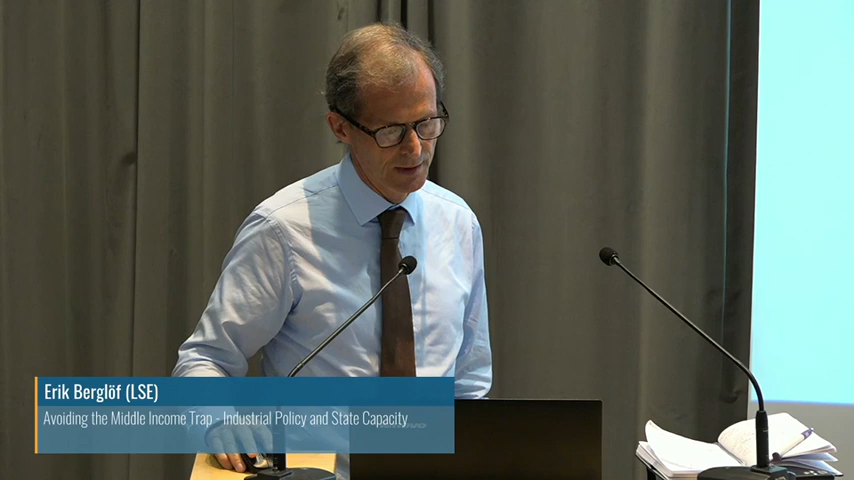 Erik Berglöf (LSE)
Avoiding the Middle Income Trap - Industrial Policy and State Capacity